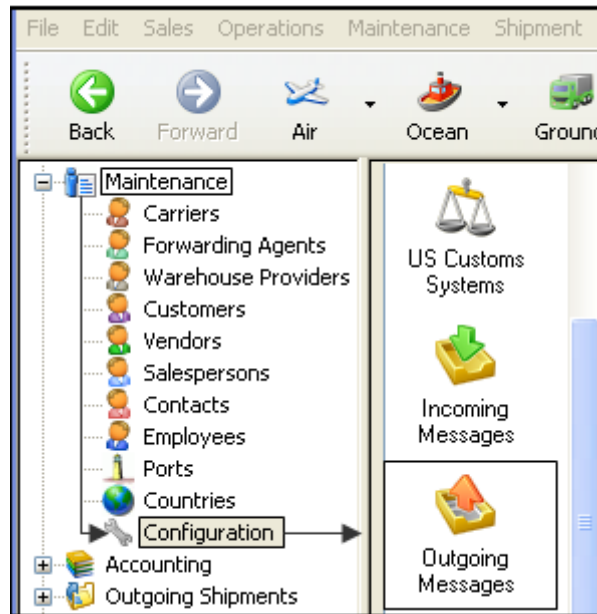 File Edit Sales Operations Maintenance Shipment
Back Forward Air Ocean Ground
Maintenance
Carriers
Forwarding Agents
Warehouse Providers
Customers
Vendors
Salespersons
Contacts
Employees
Ports
Countries
Configuration
Accounting
Outgoing Shipments
US Customs
Systems
Incoming
Messages
Outgoing
Messages